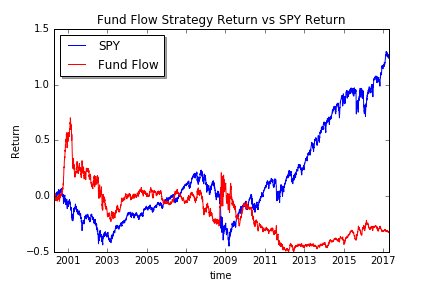 Fund Flow Strategy Return vs SPY Return
1.5
SPY
Fund Flow
1.0
0.5
0.0
−0.5
Return
2001 2003 2005 2007 2009 2011 2013 2015 2017
time